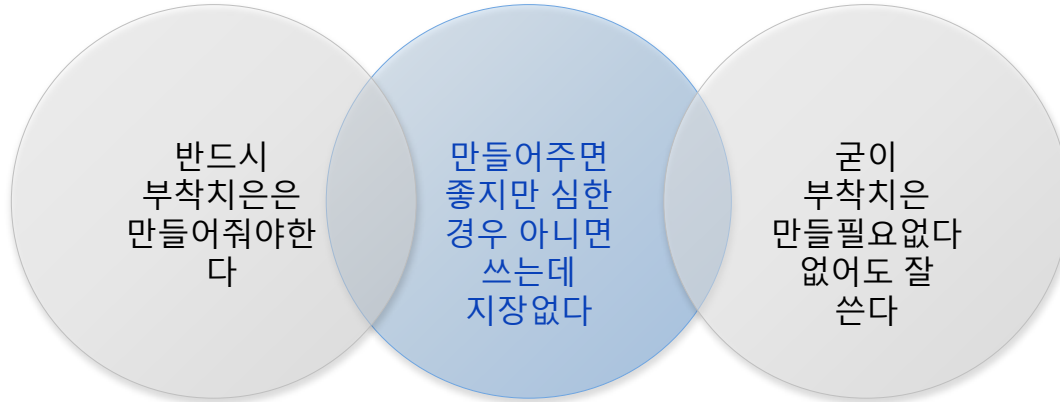 반드시
부착치은은
만들어줘야한
다
만들어주면
좋지만 심한
경우 아니면
쓰는데
지장없다
굳이
부착치은
만들필요없다
없어도 잘
쓴다